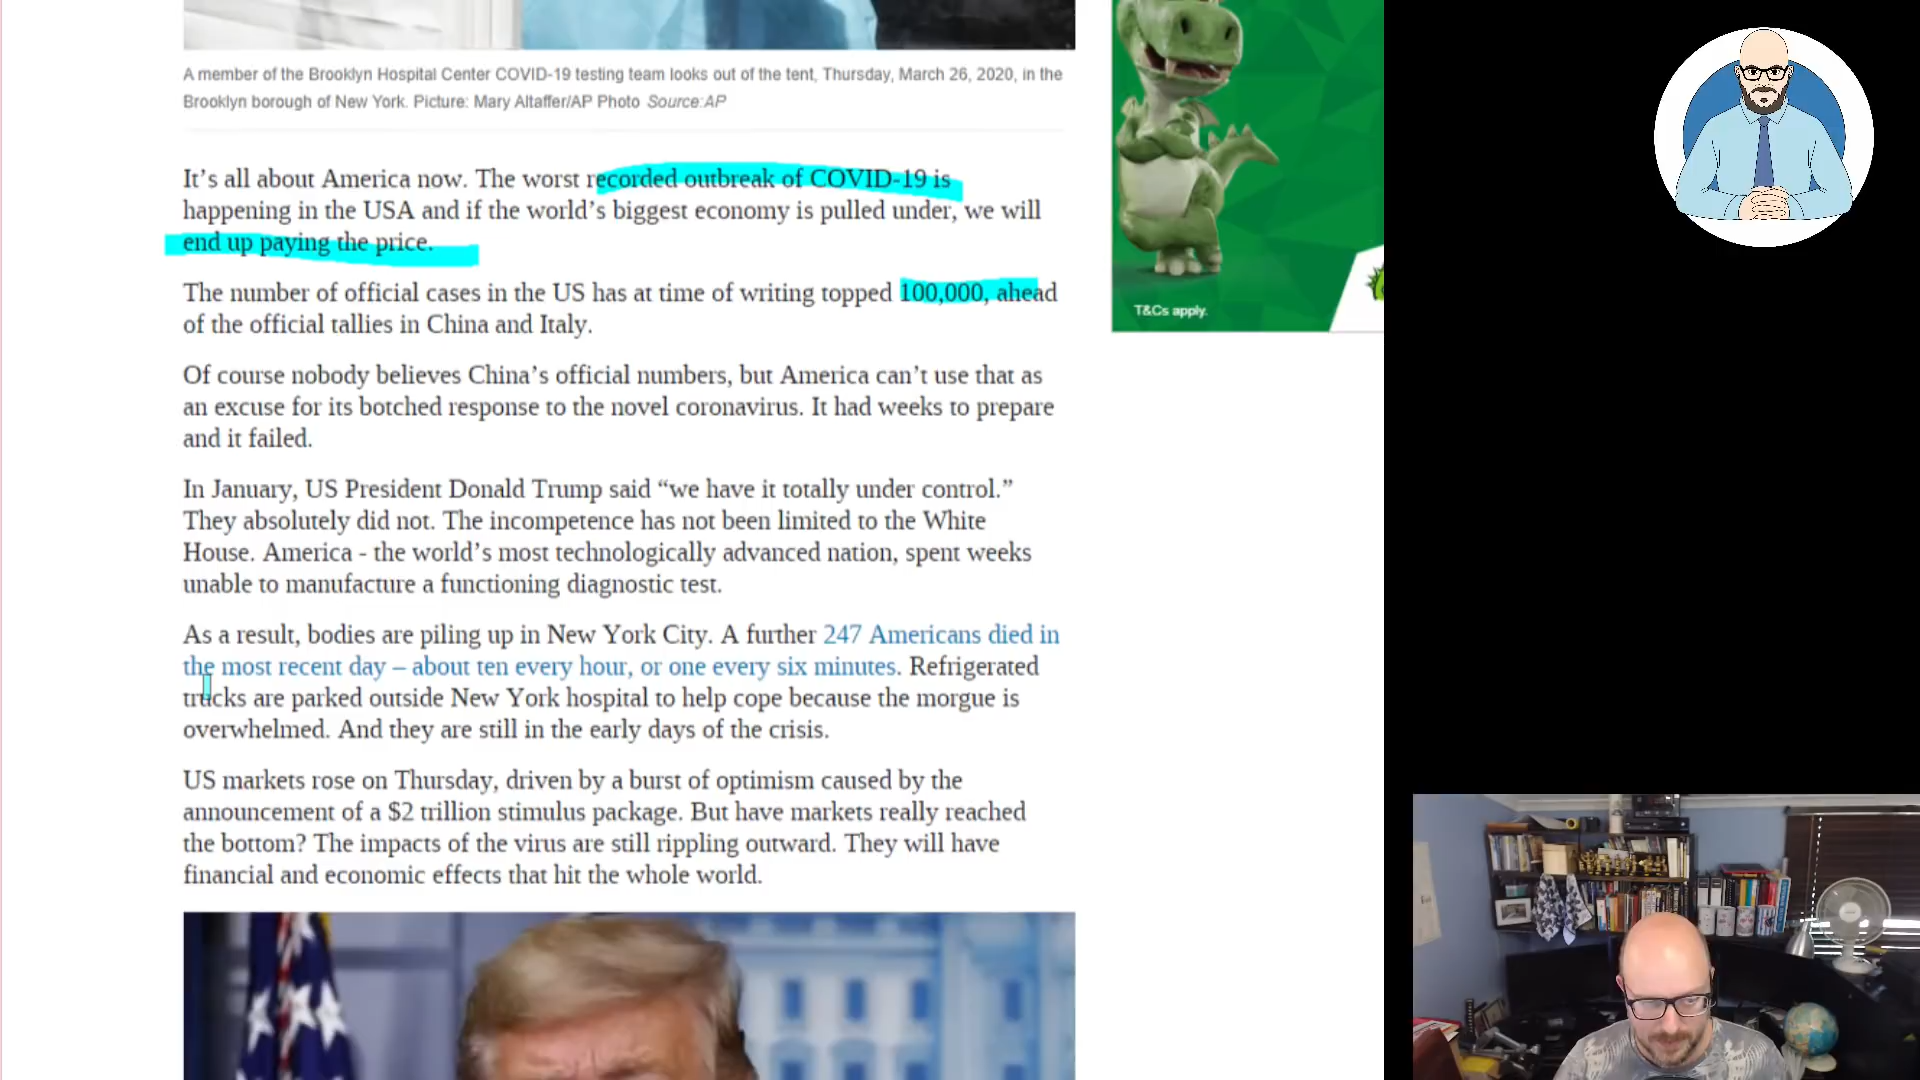 A member of the Brooklyn Hospital Center COVID-19 testing team looks out of the tent, Thursday, March 26, 2020, in the
Brooklyn borough of New York. Picture: Mary Altaffer/AP Photo Source:AP
It's all about America now. The worst recorded outbreak of COVID-19 is
happening in the USA and if the world's biggest economy is pulled under, we will
end up paying the price.
The number of official cases in the US has at time of writing topped 100,000, ahead
of the official tallies in China and Italy.
Of course nobody believes China's official numbers, but America can't use that as
an excuse for its botched response to the novel coronavirus. It had weeks to prepare
and it failed.
In January, US President Donald Trump said “we have it totally under control.”
They absolutely did not. The incompetence has not been limited to the White
House. America - the world's most technologically advanced nation, spent weeks
unable to manufacture a functioning diagnostic test.
As a result, bodies are piling up in New York City. A further 247 Americans died in
the most recent day – about ten every hour, or one every six minutes. Refrigerated
trucks are parked outside New York hospital to help cope because the morgue is
overwhelmed. And they are still in the early days of the crisis.
US markets rose on Thursday, driven by a burst of optimism caused by the
announcement of a $2 trillion stimulus package. But have markets really reached
the bottom? The impacts of the virus are still rippling outward. They will have
financial and economic effects that hit the whole world.
T&Cs apply.